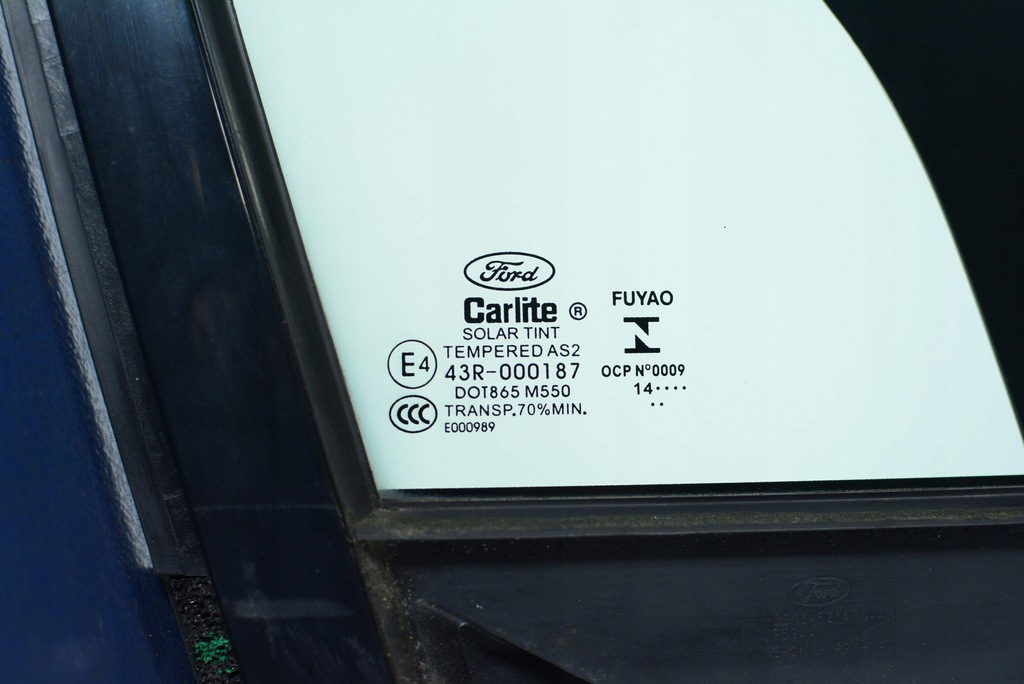 Ford
Carlite ®
SOLAR TINT
TEMPERED AS2
E4
43R-000187
DOT865 M550
CCC
TRANSP.70%MIN.
E000989
FUYAO
OCP N°0009
14····
··
Ford